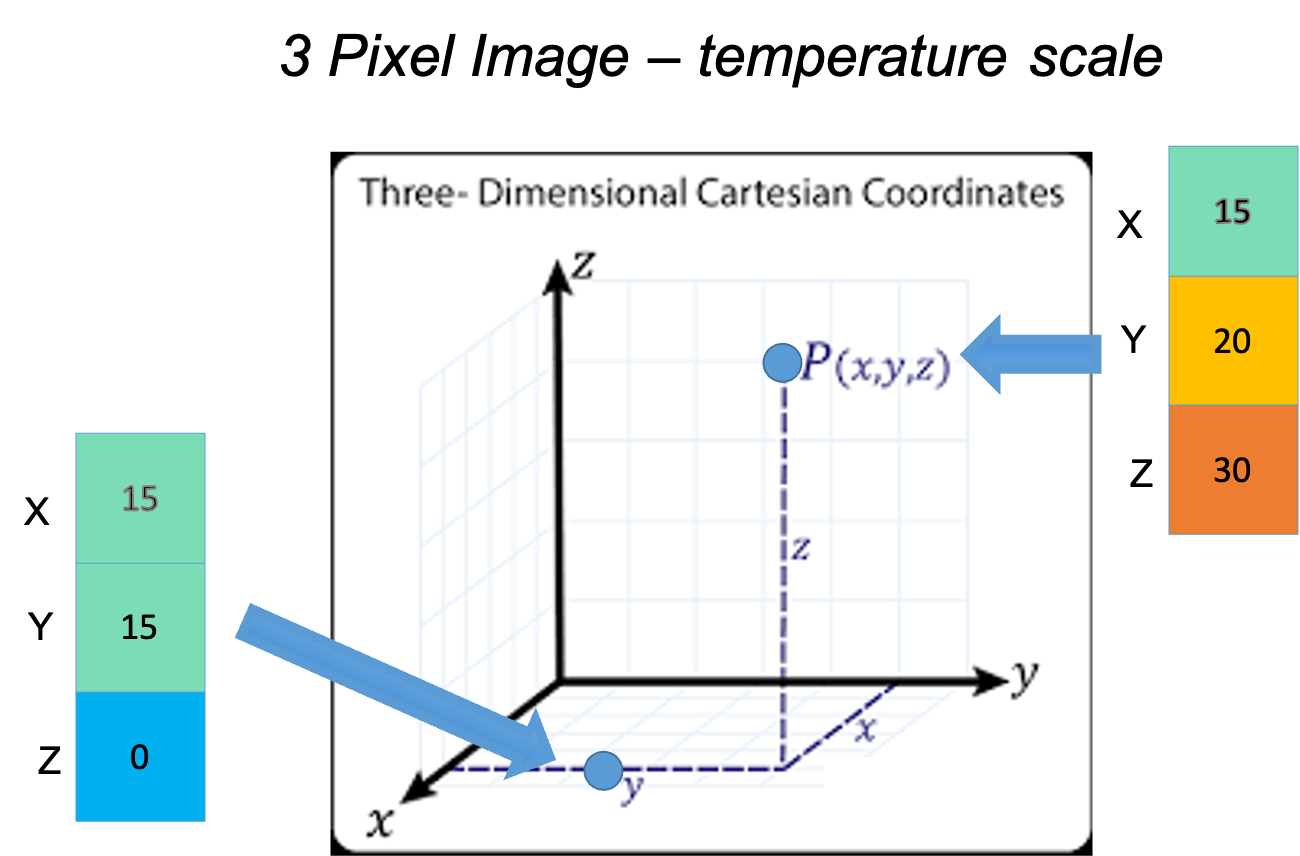 3 Pixel Image – temperature scale
Three- Dimensional Cartesian Coordinates
z
P(x,y,z)
z
y
x
y
x
X
15
Y
20
Z
30
X
15
Y
15
Z
0